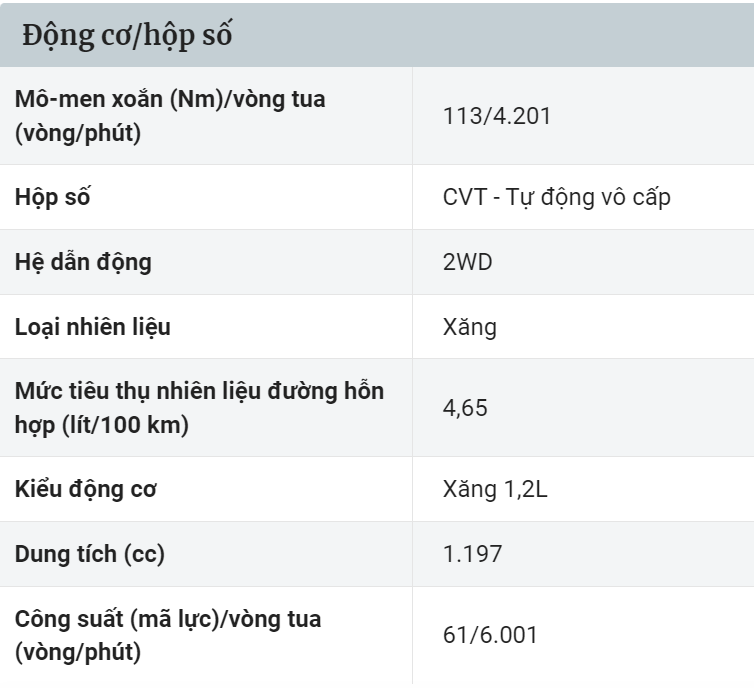 Động cơ/hộp số
Mô-men xoắn (Nm)/vòng tua
(vòng/phút)
113/4.201
Hộp số
CVT - Tự động vô cấp
Hệ dẫn động
2WD
Loại nhiên liệu
Xăng
Mức tiêu thụ nhiên liệu đường hỗn
hợp (lít/100 km)
4,65
Kiểu động cơ
Xăng 1,2L
Dung tích (cc)
1.197
Công suất (mã lực)/vòng tua
(vòng/phút)
61/6.001